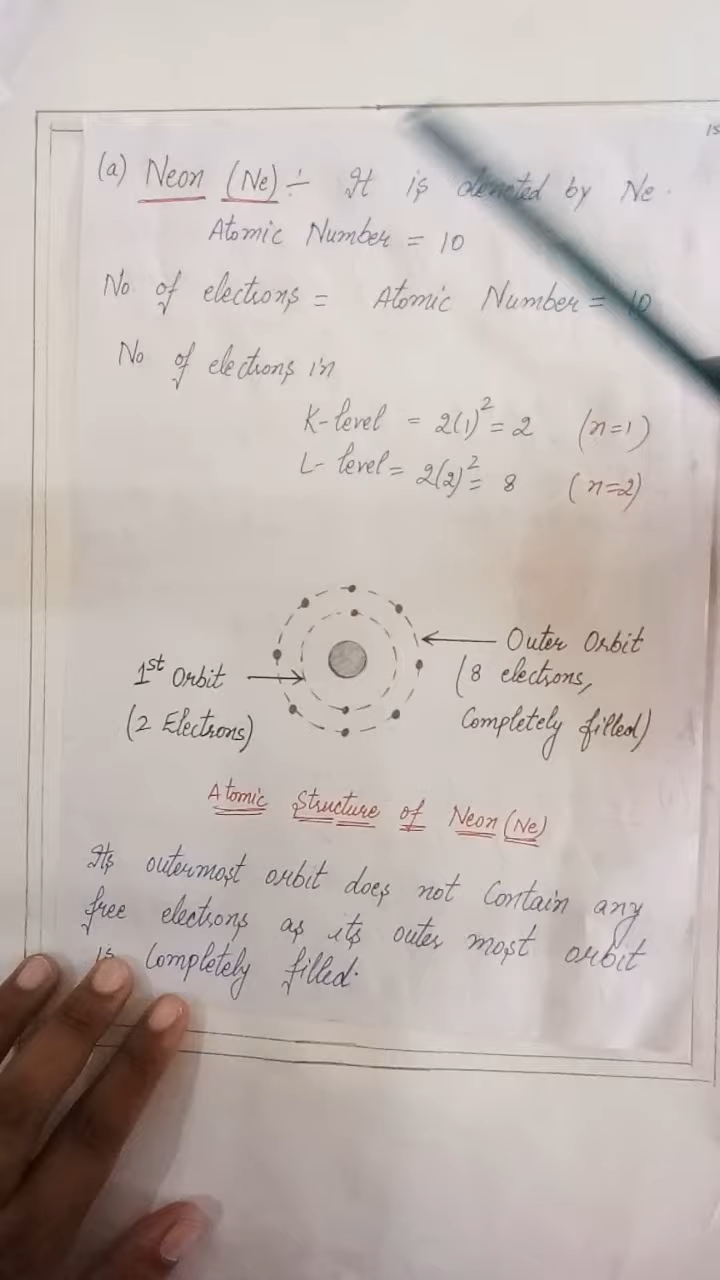 15
(a) Neon (Ne) ÷ It is denoted by Ne.
Atomic Number = 10
No of electrons = Atomic Number = 10
No of electrons in
K-level = 2(1)² = 2 (n=1)
L- level = 2(2)² = 8 (n=2)
1st Orbit
(2 Electrons)
Outer Orbit
(8 electrons,
Completely filled)
Atomic Structure of Neon (Ne)
Its outermost orbit does not Contain any
free electrons as its outer most orbit
is Completely filled.